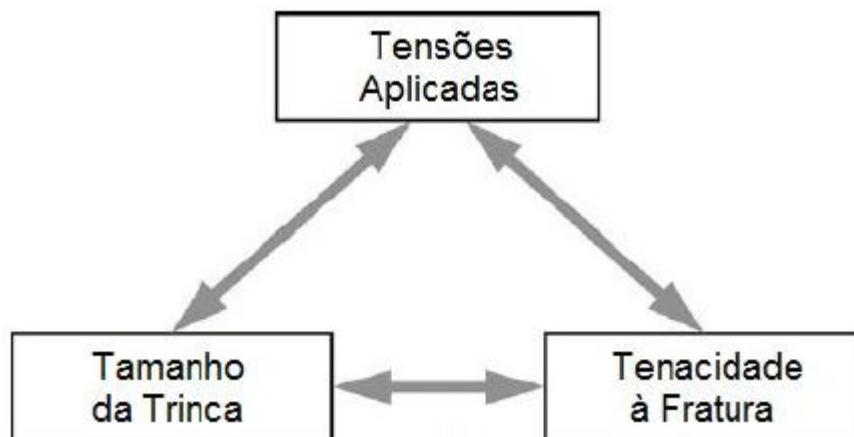 Tensões
Aplicadas
Tamanho
da Trinca
Tenacidade
à Fratura